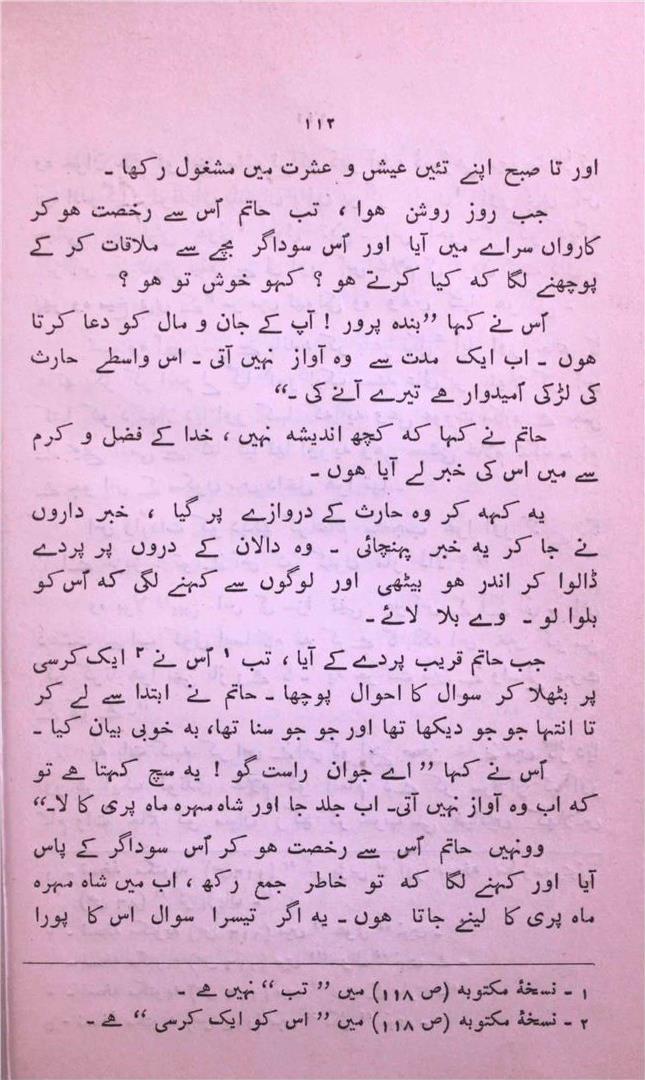 ۱۱۲
اور تا صبح اپنے تئیں عیش و عشرت میں مشغول رکھا ۔
جب روز روشن ہوا ، تب حاتم اُس سے رخصت ہو کر
کارواں سراے میں آیا اور اُس سوداگر بچے سے ملاقات کر کے
پوچھنے لگا کہ کیا کرتے ہو ؟ کہو خوش تو ہو ؟
اُس نے کہا ”بندہ پرور ! آپ کے جان و مال کو دعا کرتا
ہوں ۔ اب ایک مدت سے وہ آواز نہیں آتی ۔ اس واسطے حارث
کی لڑکی اُمیدوار ہے تیرے آنے کی ۔“
حاتم نے کہا کہ کچھ اندیشہ نہیں ، خدا کے فضل و کرم
سے میں اس کی خبر لے آیا ہوں ۔
یہ کہہ کر وہ حارث کے دروازے پر گیا ، خبر داروں
نے جا کر یہ خبر پہنچائی ۔ وہ دالان کے دروں پر پردے
ڈالوا کر اندر ہو بیٹھی اور لوگوں سے کہنے لگی کہ اُس کو
بلوا لو ۔ وے بلا لائے ۔
جب حاتم قریب پردے کے آیا ، تب ۱ اُس نے ۲ ایک کرسی
پر بٹھلا کر سوال کا احوال پوچھا ۔ حاتم نے ابتدا سے لے کر
تا انتہا جو جو دیکھا تھا اور جو جو سنا تھا، بہ خوبی بیان کیا ۔
اُس نے کہا ”اے جوان راست گو ! یہ سچ کہتا ہے تو
کہ اب وہ آواز نہیں آتی ۔ اب جلد جا اور شاہ مہرہ ماہ پری کا لا ۔“
وونہیں حاتم اُس سے رخصت ہو کر اُس سوداگر کے پاس
آیا اور کہنے لگا کہ تو خاطر جمع رکھ ، اب میں شاہ مہرہ
ماہ پری کا لینے جاتا ہوں ۔ یہ اگر تیسرا سوال اس کا پورا
۱ ۔ نسخۂ مکتوبہ (ص ۱۱۸) میں ”تب“ نہیں ہے ۔
۲ ۔ نسخۂ مکتوبہ (ص ۱۱۸) میں ”اس کو ایک کرسی“ ہے ۔